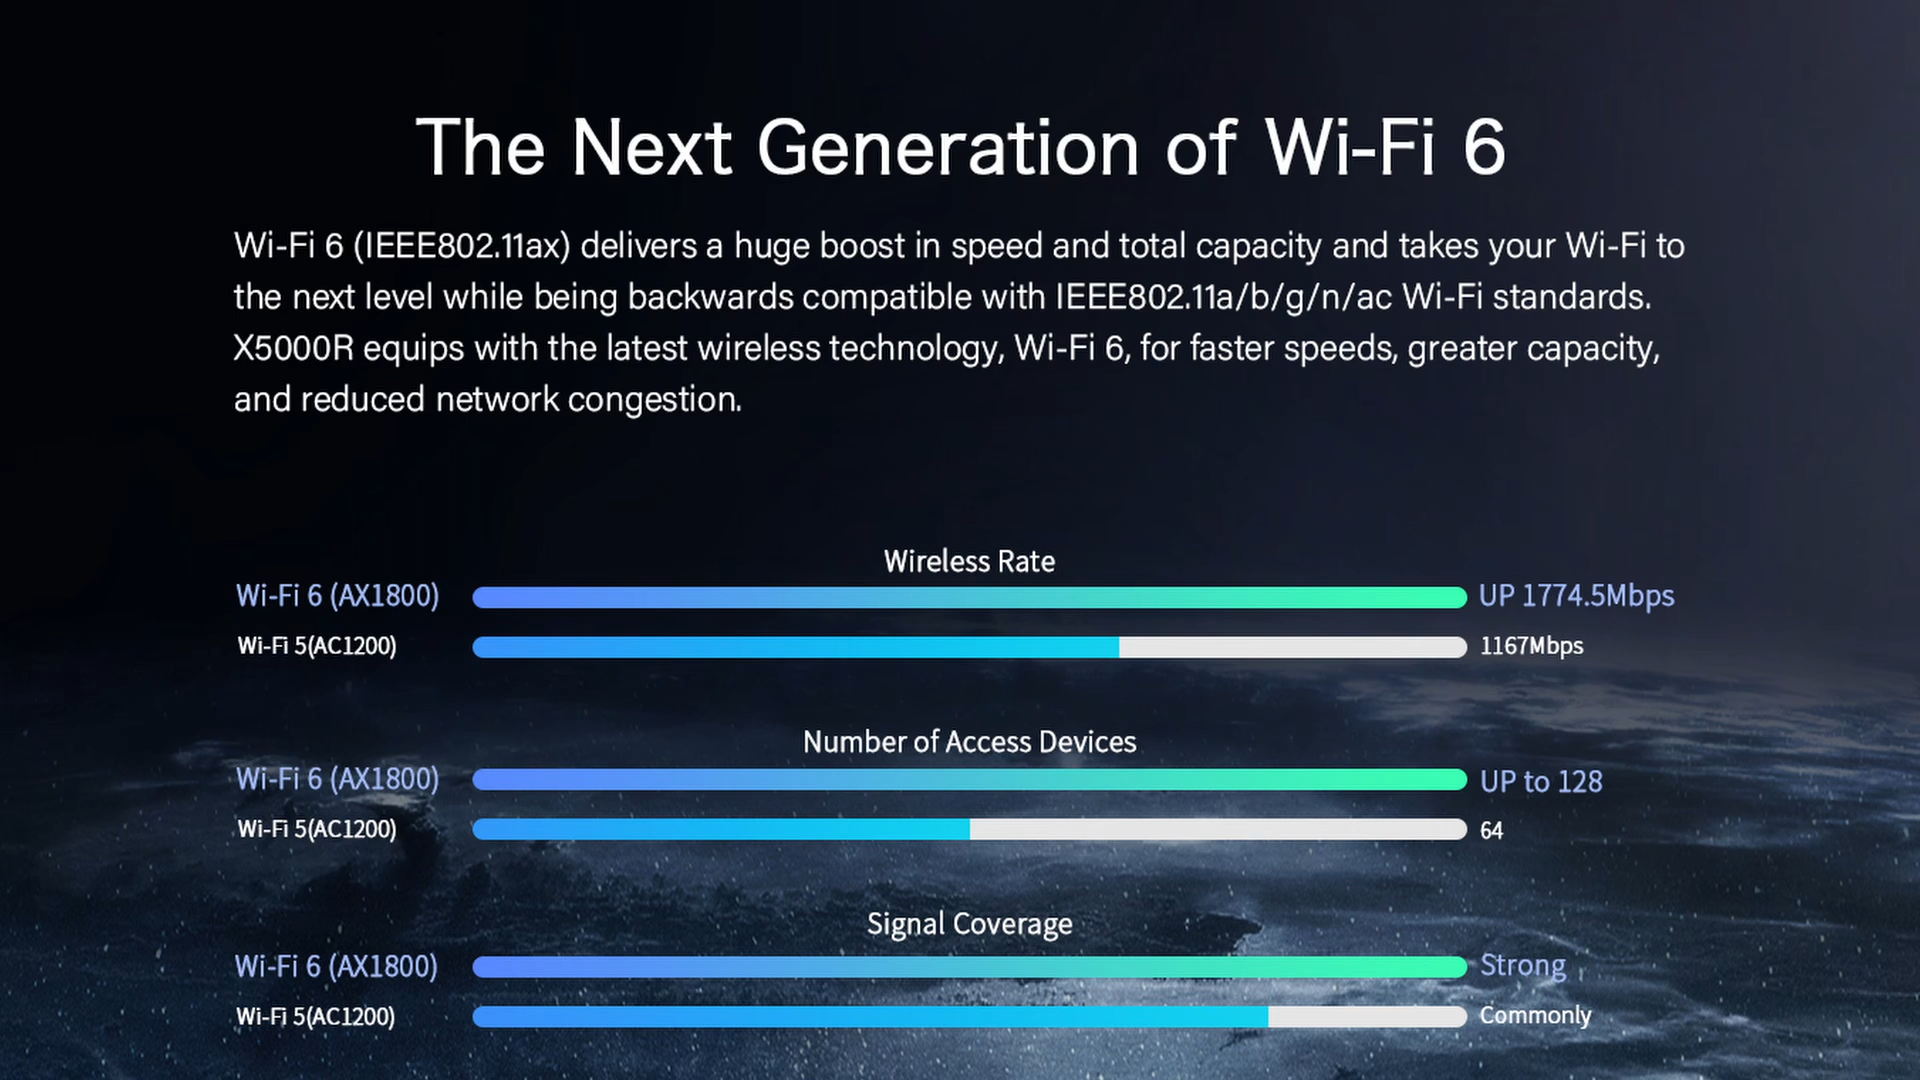 The Next Generation of Wi-Fi 6
Wi-Fi 6 (IEEE802.11ax) delivers a huge boost in speed and total capacity and takes your Wi-Fi to
the next level while being backwards compatible with IEEE802.11a/b/g/n/ac Wi-Fi standards.
X5000R equips with the latest wireless technology, Wi-Fi 6, for faster speeds, greater capacity,
and reduced network congestion.
Wireless Rate
Wi-Fi 6 (AX1800) UP 1774.5Mbps
Wi-Fi 5(AC1200) 1167Mbps
Number of Access Devices
Wi-Fi 6 (AX1800) UP to 128
Wi-Fi 5(AC1200) 64
Signal Coverage
Wi-Fi 6 (AX1800) Strong
Wi-Fi 5(AC1200) Commonly